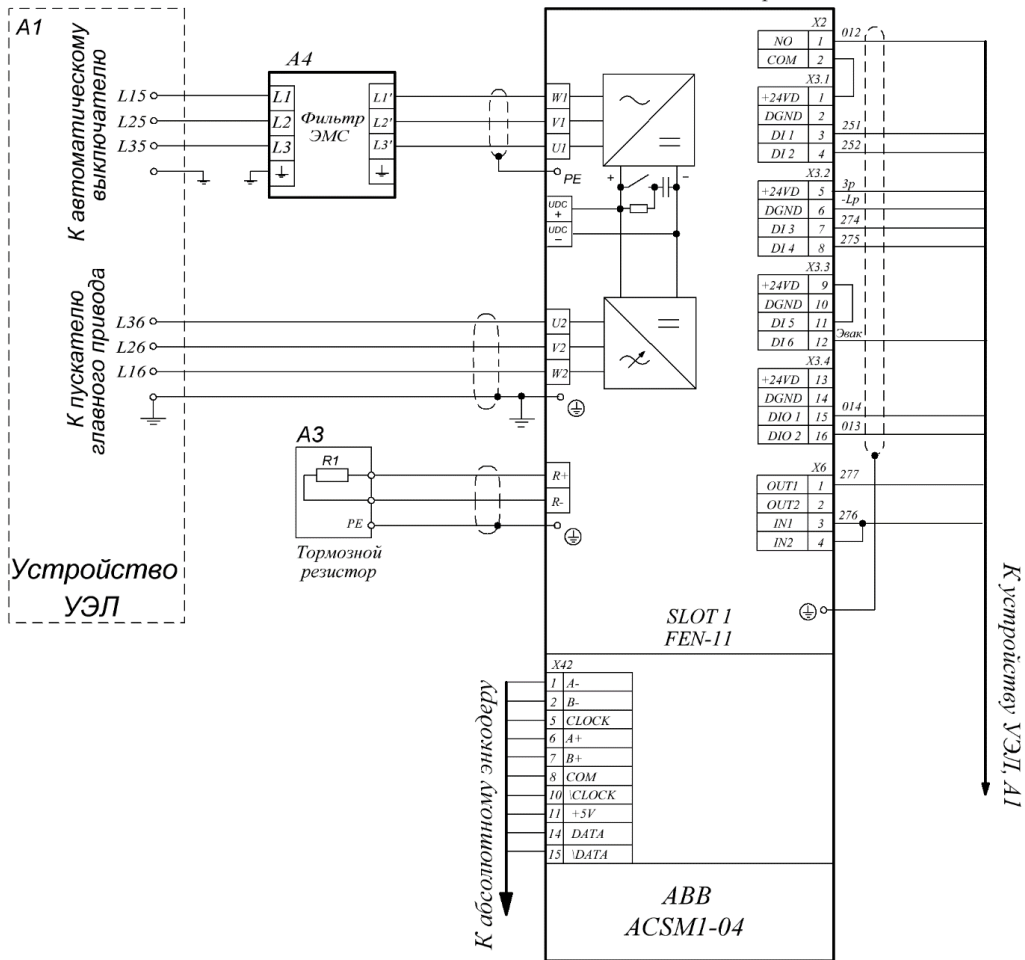 A1
К автоматическому
выключателю
L15
L25
L35
A4
L1
L2
L3
Фильтр
ЭМС
L1'
L2'
L3'
W1
V1
U1
PE
+
−
UDC
+
UDC
−
К пускателю
главного привода
L36
L26
L16
U2
V2
W2
A3
R1
PE
Тормозной
резистор
R+
R-
Устройство
УЭЛ
X2
NO 1 012
COM 2
X3.1
+24VD 1
DGND 2
DI 1 3 251
DI 2 4 252
X3.2
+24VD 5 3р
DGND 6 -Lр
DI 3 7 274
DI 4 8 275
X3.3
+24VD 9
DGND 10
DI 5 11
DI 6 12 Эвак
X3.4
+24VD 13
DGND 14
DIO 1 15 014
DIO 2 16 013
X6
OUT1 1 277
OUT2 2
IN1 3 276
IN2 4
К устройству УЭЛ, A1
SLOT 1
FEN-11
X42
1 A-
2 B-
5 CLOCK
6 A+
7 B+
8 COM
10 \CLOCK
11 +5V
14 DATA
15 \DATA
К абсолютному энкодеру
ABB
ACSM1-04